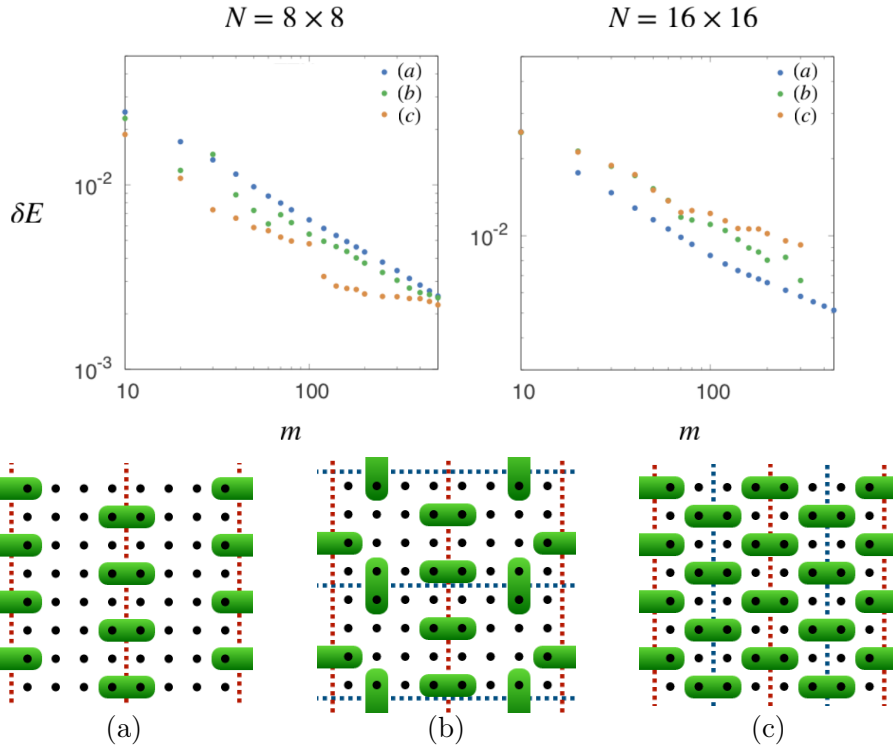 N = 8 × 8
N = 16 × 16
(a)
(b)
(c)
(a)
(b)
(c)
10⁻²
10⁻²
δE
10⁻³
10
100
10
100
m
m
(a)
(b)
(c)